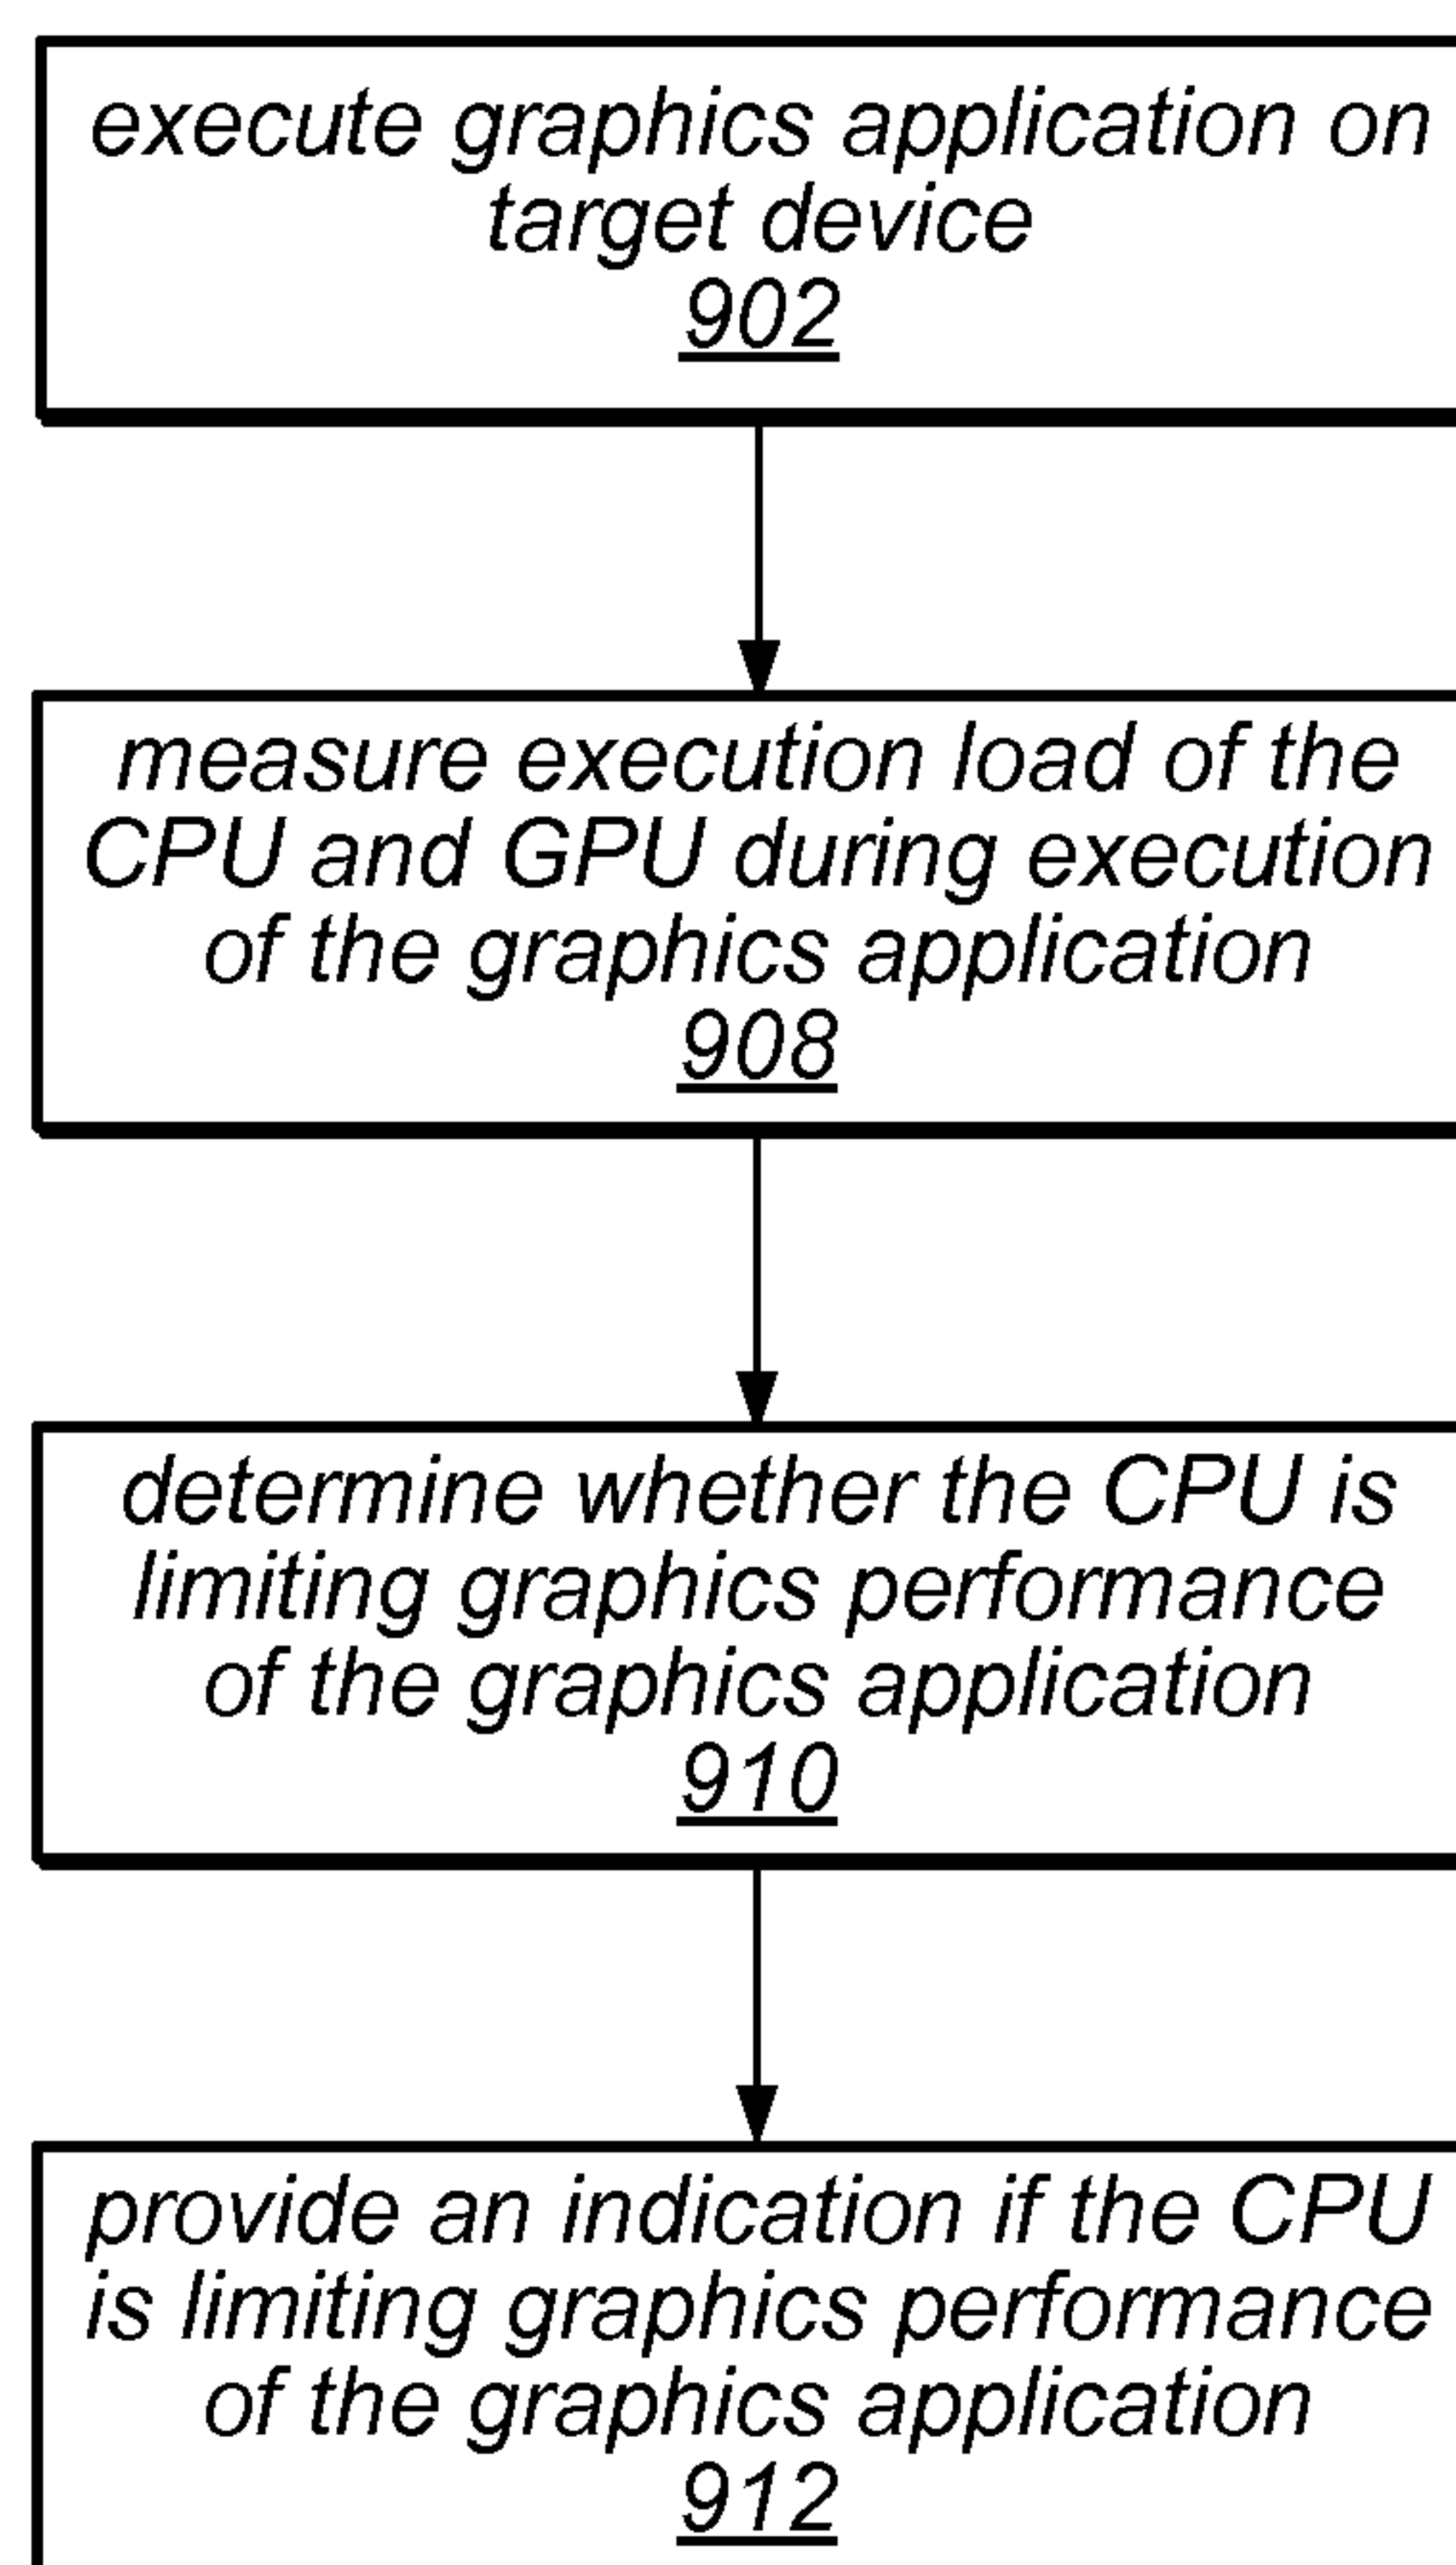 execute graphics application on
target device
902
measure execution load of the
CPU and GPU during execution
of the graphics application
908
determine whether the CPU is
limiting graphics performance
of the graphics application
910
provide an indication if the CPU
is limiting graphics performance
of the graphics application
912